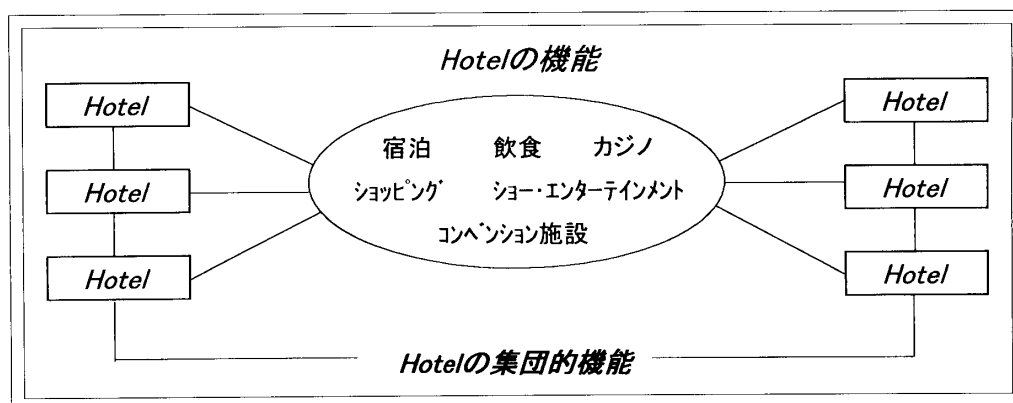 Hotelの機能
Hotel
Hotel
Hotel
宿泊 飲食 カジノ
ショッピング ショー・エンターテインメント
コンベンション施設
Hotel
Hotel
Hotel
Hotelの集団的機能